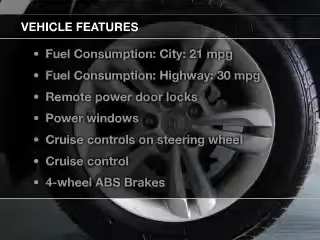 VEHICLE FEATURES
• Fuel Consumption: City: 21 mpg
• Fuel Consumption: Highway: 30 mpg
• Remote power door locks
• Power windows
• Cruise controls on steering wheel
• Cruise control
• 4-wheel ABS Brakes